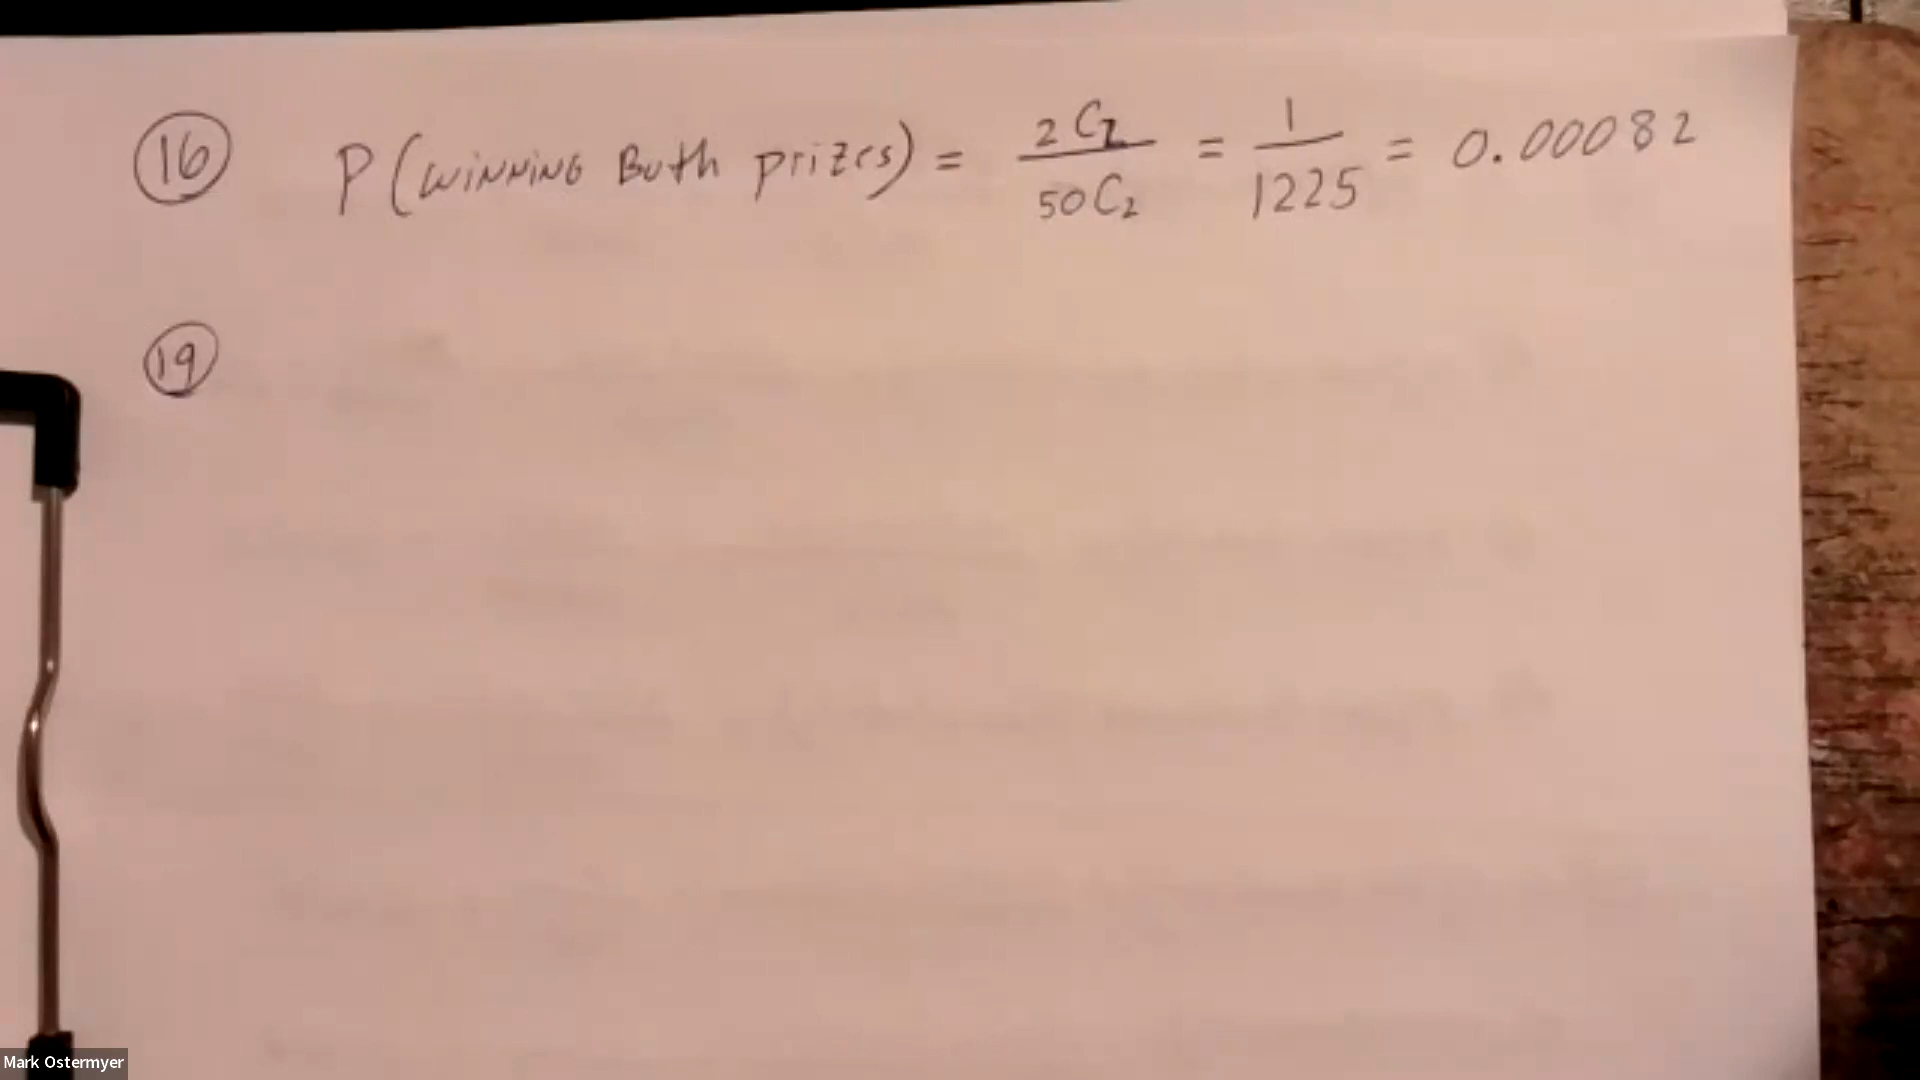 16 P (WINNING Both prizes) = 2C2 / 50C2 = 1 / 1225 = 0.00082
19
Mark Ostermyer